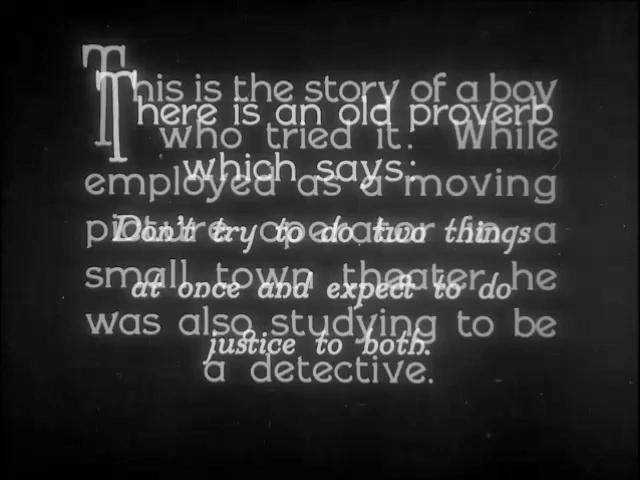 There is an old proverb
which says:
Don't try to do two things
at once and expect to do
justice to both.
This is the story of a boy
who tried it. While
employed as a moving
picture operator in a
small town theater he
was also studying to be
a detective.